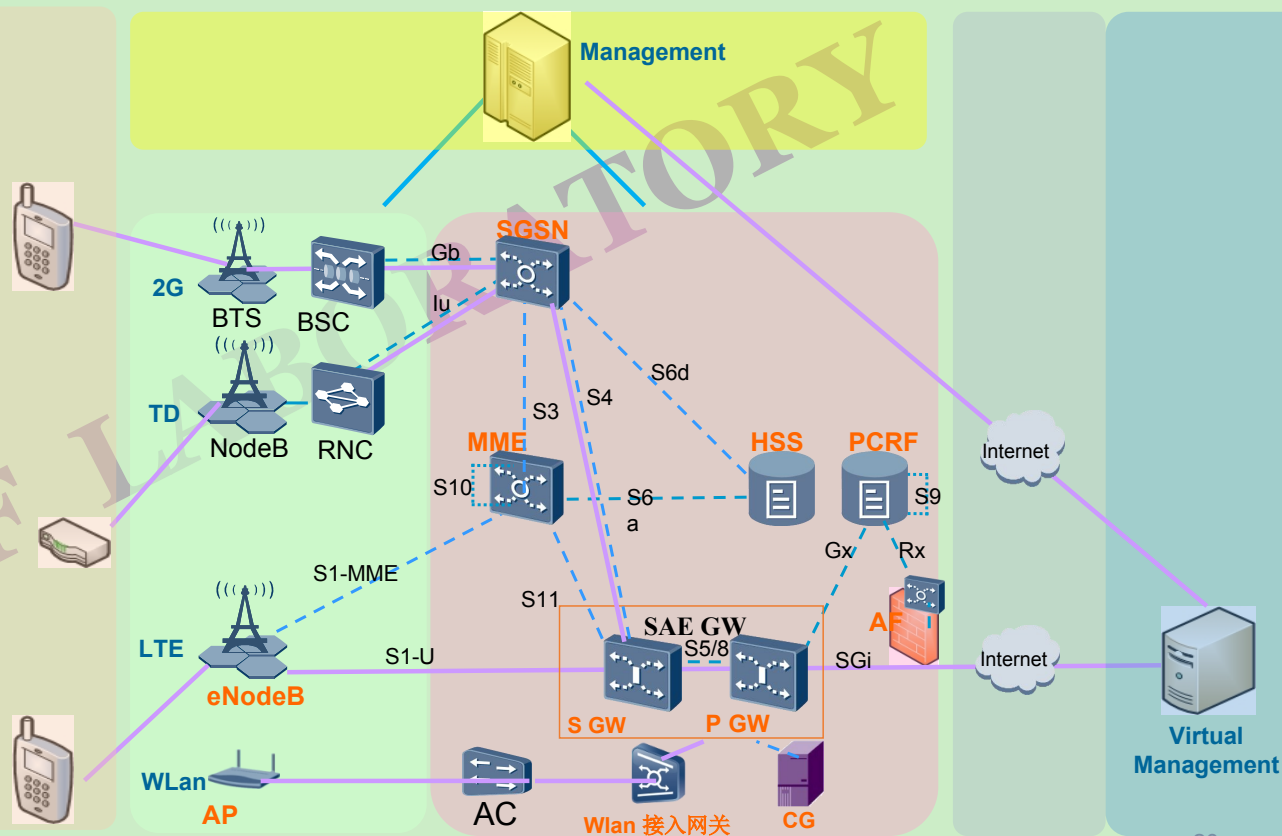 Management
SGSN
Gb
2G
BTS
BSC
Iu
S6d
S4
TD
NodeB
RNC
S3
MME
HSS
PCRF
Internet
S10
S6
a
S9
Gx
Rx
S1-MME
S11
AF
SAE GW
LTE
S1-U
S5/8
SGi
Internet
eNodeB
S GW
P GW
Virtual
Management
WLan
AP
AC
Wlan 接入网关
CG
LABORATORY